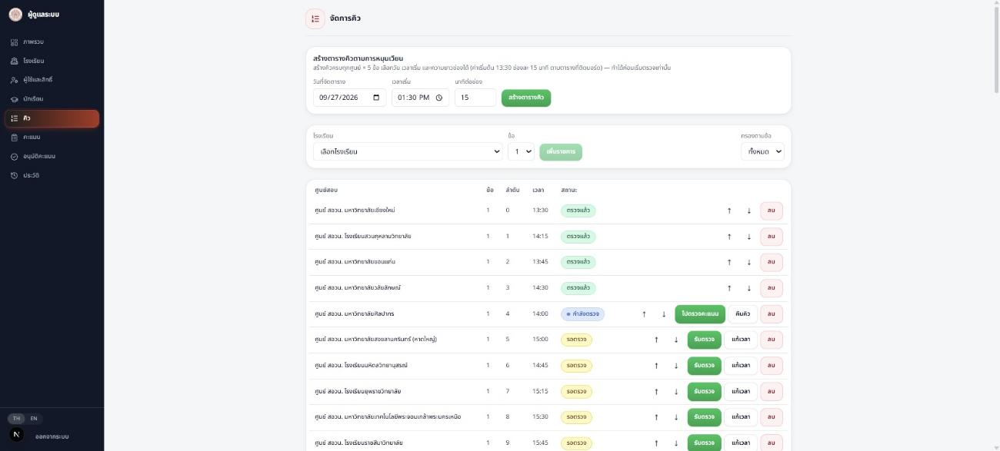 ผู้ดูแลระบบ
ภาพรวม
โรงเรียน
ผู้ใช้และสิทธิ์
นักเรียน
คิว
คะแนน
อนุมัติคะแนน
ประวัติ
TH EN
N ออกจากระบบ
จัดการคิว
สร้างตารางคิวตามการหมุนเวียน
สร้างคิวครบทุกศูนย์ × 5 ข้อ เลือกวัน เวลาเริ่ม และความยาวช่องได้ (ค่าเริ่มต้น 13:30 ช่องละ 15 นาที ตามตารางที่ติดบอร์ด) — ทำได้ก่อนเริ่มตรวจเท่านั้น
วันที่จัดตาราง เวลาเริ่ม นาทีต่อช่อง
09/27/2026 01:30 PM 15 สร้างตารางคิว
โรงเรียน ข้อ กรองตามข้อ
เลือกโรงเรียน 1 เพิ่มรายการ ทั้งหมด
ศูนย์สอบ ข้อ ลำดับ เวลา สถานะ
ศูนย์ สอวน. มหาวิทยาลัยเชียงใหม่ 1 0 13:30 ตรวจแล้ว ↑ ↓ ลบ
ศูนย์ สอวน. โรงเรียนสวนกุหลาบวิทยาลัย 1 1 14:15 ตรวจแล้ว ↑ ↓ ลบ
ศูนย์ สอวน. มหาวิทยาลัยขอนแก่น 1 2 13:45 ตรวจแล้ว ↑ ↓ ลบ
ศูนย์ สอวน. มหาวิทยาลัยวลัยลักษณ์ 1 3 14:30 ตรวจแล้ว ↑ ↓ ลบ
ศูนย์ สอวน. มหาวิทยาลัยศิลปากร 1 4 14:00 กำลังตรวจ ↑ ↓ ไปตรวจคะแนน คืนคิว ลบ
ศูนย์ สอวน. มหาวิทยาลัยสงขลานครินทร์ (หาดใหญ่) 1 5 15:00 รอตรวจ ↑ ↓ รับตรวจ แก้เวลา ลบ
ศูนย์ สอวน. โรงเรียนมหิดลวิทยานุสรณ์ 1 6 14:45 รอตรวจ ↑ ↓ รับตรวจ แก้เวลา ลบ
ศูนย์ สอวน. โรงเรียนยุพราชวิทยาลัย 1 7 15:15 รอตรวจ ↑ ↓ รับตรวจ แก้เวลา ลบ
ศูนย์ สอวน. มหาวิทยาลัยเทคโนโลยีพระจอมเกล้าพระนครเหนือ 1 8 15:30 รอตรวจ ↑ ↓ รับตรวจ แก้เวลา ลบ
ศูนย์ สอวน. โรงเรียนราชสีมาวิทยาลัย 1 9 15:45 รอตรวจ ↑ ↓ รับตรวจ แก้เวลา ลบ